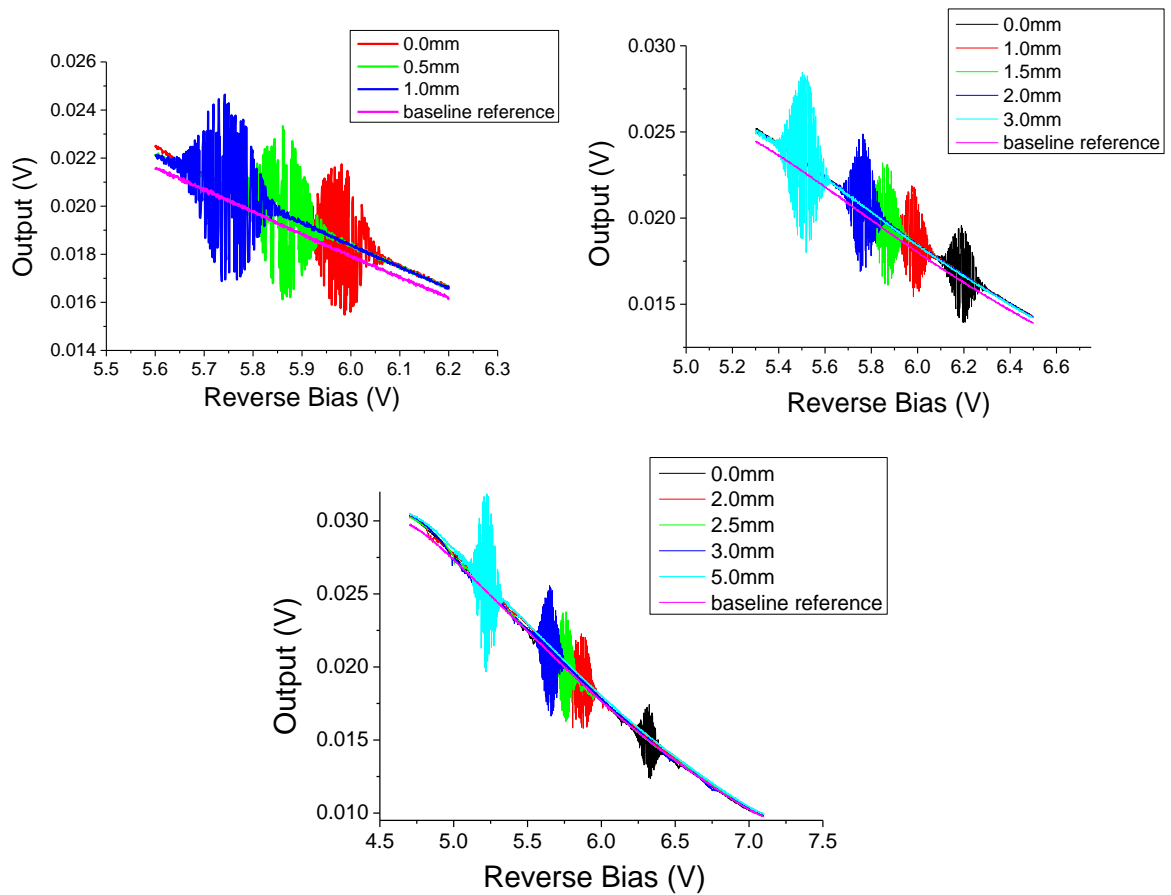 0.0mm
0.5mm
1.0mm
baseline reference
0.026
0.024
0.022
0.020
0.018
0.016
0.014
Output (V)
5.5 5.6 5.7 5.8 5.9 6.0 6.1 6.2 6.3
Reverse Bias (V)
0.0mm
1.0mm
1.5mm
2.0mm
3.0mm
baseline reference
0.030
0.025
0.020
0.015
Output (V)
5.0 5.2 5.4 5.6 5.8 6.0 6.2 6.4 6.6
Reverse Bias (V)
0.0mm
2.0mm
2.5mm
3.0mm
5.0mm
baseline reference
0.030
0.025
0.020
0.015
0.010
Output (V)
4.5 5.0 5.5 6.0 6.5 7.0 7.5
Reverse Bias (V)